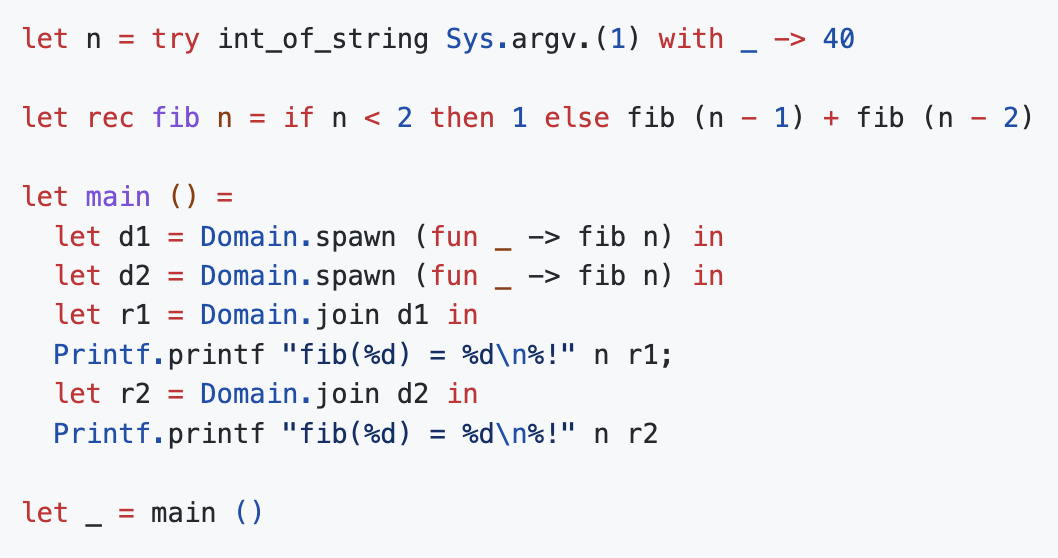 let n = try int_of_string Sys.argv.(1) with _ -> 40

let rec fib n = if n < 2 then 1 else fib (n - 1) + fib (n - 2)

let main () =
  let d1 = Domain.spawn (fun _ -> fib n) in
  let d2 = Domain.spawn (fun _ -> fib n) in
  let r1 = Domain.join d1 in
  Printf.printf "fib(%d) = %d\n%!" n r1;
  let r2 = Domain.join d2 in
  Printf.printf "fib(%d) = %d\n%!" n r2

let _ = main ()